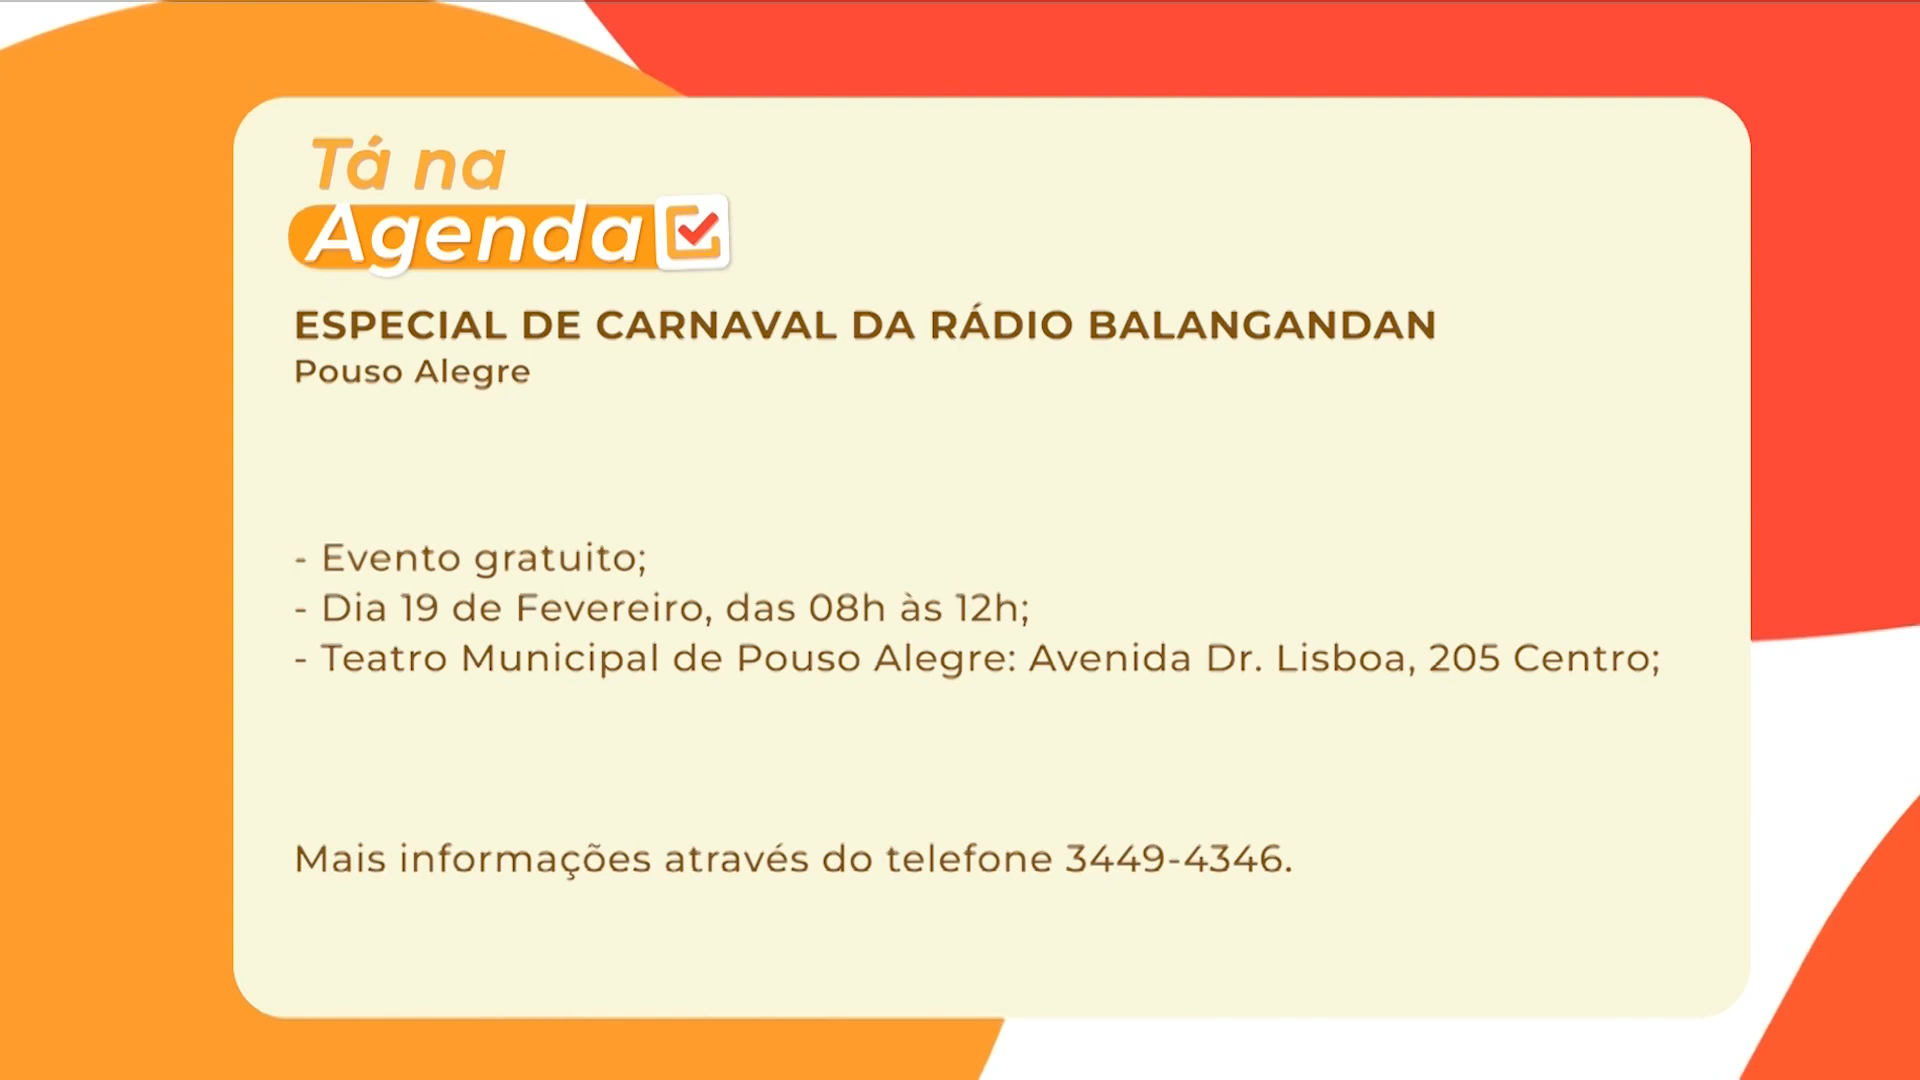 Tá na
Agenda
ESPECIAL DE CARNAVAL DA RÁDIO BALANGANDAN
Pouso Alegre
- Evento gratuito;
- Dia 19 de Fevereiro, das 08h às 12h;
- Teatro Municipal de Pouso Alegre: Avenida Dr. Lisboa, 205 Centro;
Mais informações através do telefone 3449-4346.